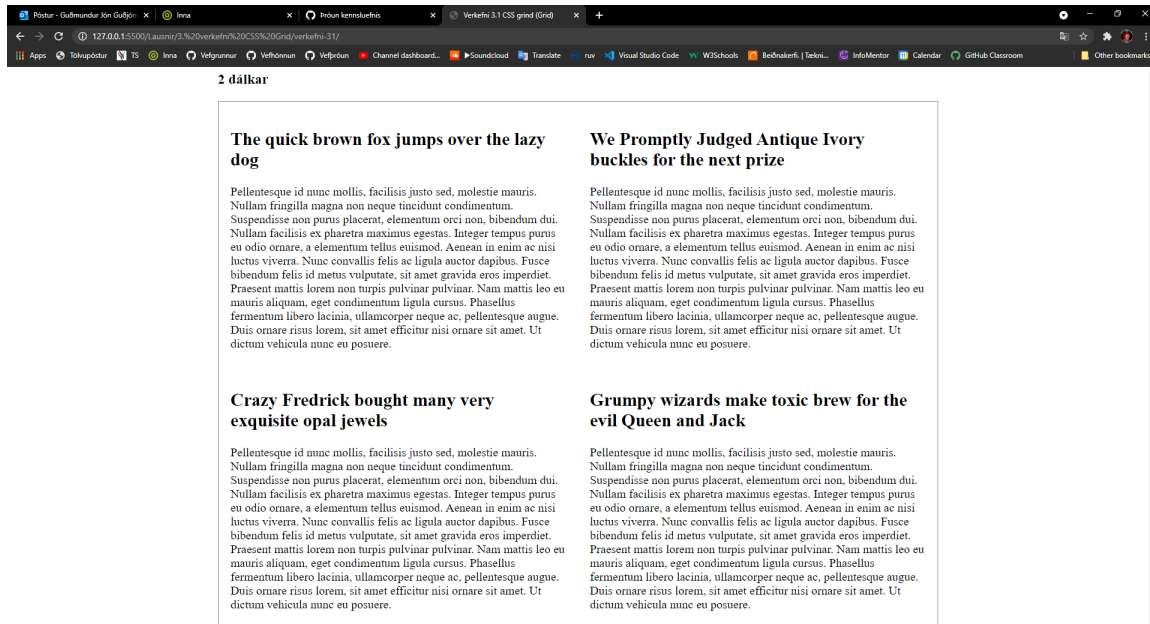 Póstur - Guðmundur Jón Guðjón
Inna
Þróun kennsluefnis
Verkefni 3.1 CSS grind (Grid)
127.0.0.1:5500/Lausnir/3.%20verkefni%20CSS%20Grid/verkefni-31/
Apps Tölvupóstur TS Inna Vefgrunnur Vefhönnun Vefþróun Channel dashboard... Soundcloud Translate ruv Visual Studio Code W3Schools Beiðnakerfi. | Tækni... InfoMentor Calendar GitHub Classroom Other bookmarks
2 dálkar
The quick brown fox jumps over the lazy
dog
Pellentesque id nunc mollis, facilisis justo sed, molestie mauris.
Nullam fringilla magna non neque tincidunt condimentum.
Suspendisse non purus placerat, elementum orci non, bibendum dui.
Nullam facilisis ex pharetra maximus egestas. Integer tempus purus
eu odio ornare, a elementum tellus euismod. Aenean in enim ac nisi
luctus viverra. Nunc convallis felis ac ligula auctor dapibus. Fusce
bibendum felis id metus vulputate, sit amet gravida eros imperdiet.
Praesent mattis lorem non turpis pulvinar pulvinar. Nam mattis leo eu
mauris aliquam, eget condimentum ligula cursus. Phasellus
fermentum libero lacinia, ullamcorper neque ac, pellentesque augue.
Duis ornare risus lorem, sit amet efficitur nisi ornare sit amet. Ut
dictum vehicula nunc eu posuere.
We Promptly Judged Antique Ivory
buckles for the next prize
Pellentesque id nunc mollis, facilisis justo sed, molestie mauris.
Nullam fringilla magna non neque tincidunt condimentum.
Suspendisse non purus placerat, elementum orci non, bibendum dui.
Nullam facilisis ex pharetra maximus egestas. Integer tempus purus
eu odio ornare, a elementum tellus euismod. Aenean in enim ac nisi
luctus viverra. Nunc convallis felis ac ligula auctor dapibus. Fusce
bibendum felis id metus vulputate, sit amet gravida eros imperdiet.
Praesent mattis lorem non turpis pulvinar pulvinar. Nam mattis leo eu
mauris aliquam, eget condimentum ligula cursus. Phasellus
fermentum libero lacinia, ullamcorper neque ac, pellentesque augue.
Duis ornare risus lorem, sit amet efficitur nisi ornare sit amet. Ut
dictum vehicula nunc eu posuere.
Crazy Fredrick bought many very
exquisite opal jewels
Pellentesque id nunc mollis, facilisis justo sed, molestie mauris.
Nullam fringilla magna non neque tincidunt condimentum.
Suspendisse non purus placerat, elementum orci non, bibendum dui.
Nullam facilisis ex pharetra maximus egestas. Integer tempus purus
eu odio ornare, a elementum tellus euismod. Aenean in enim ac nisi
luctus viverra. Nunc convallis felis ac ligula auctor dapibus. Fusce
bibendum felis id metus vulputate, sit amet gravida eros imperdiet.
Praesent mattis lorem non turpis pulvinar pulvinar. Nam mattis leo eu
mauris aliquam, eget condimentum ligula cursus. Phasellus
fermentum libero lacinia, ullamcorper neque ac, pellentesque augue.
Duis ornare risus lorem, sit amet efficitur nisi ornare sit amet. Ut
dictum vehicula nunc eu posuere.
Grumpy wizards make toxic brew for the
evil Queen and Jack
Pellentesque id nunc mollis, facilisis justo sed, molestie mauris.
Nullam fringilla magna non neque tincidunt condimentum.
Suspendisse non purus placerat, elementum orci non, bibendum dui.
Nullam facilisis ex pharetra maximus egestas. Integer tempus purus
eu odio ornare, a elementum tellus euismod. Aenean in enim ac nisi
luctus viverra. Nunc convallis felis ac ligula auctor dapibus. Fusce
bibendum felis id metus vulputate, sit amet gravida eros imperdiet.
Praesent mattis lorem non turpis pulvinar pulvinar. Nam mattis leo eu
mauris aliquam, eget condimentum ligula cursus. Phasellus
fermentum libero lacinia, ullamcorper neque ac, pellentesque augue.
Duis ornare risus lorem, sit amet efficitur nisi ornare sit amet. Ut
dictum vehicula nunc eu posuere.